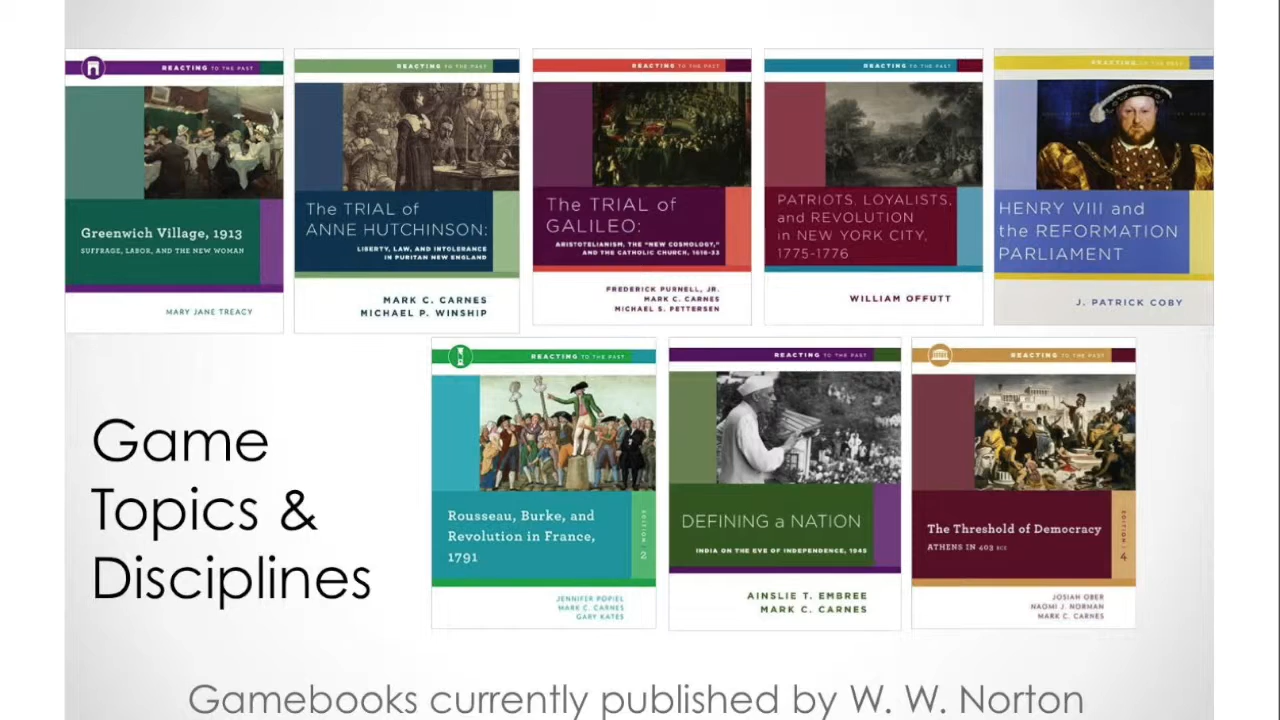 REACTING TO THE PAST
Greenwich Village, 1913
SUFFRAGE, LABOR, AND THE NEW WOMAN
MARY JANE TREACY
REACTING TO THE PAST
The TRIAL of
ANNE HUTCHINSON:
LIBERTY, LAW, AND INTOLERANCE
IN PURITAN NEW ENGLAND
MARK C. CARNES
MICHAEL P. WINSHIP
REACTING TO THE PAST
The TRIAL of
GALILEO:
ARISTOTELIANISM, THE "NEW COSMOLOGY,"
AND THE CATHOLIC CHURCH, 1616-33
FREDERICK PURNELL, JR.
MARK C. CARNES
MICHAEL S. PETTERSEN
REACTING TO THE PAST
PATRIOTS, LOYALISTS,
and REVOLUTION
in NEW YORK CITY,
1775-1776
WILLIAM OFFUTT
REACTING TO THE PAST
HENRY VIII and
the REFORMATION
PARLIAMENT
J. PATRICK COBY
Game
Topics &
Disciplines
REACTING TO THE PAST
Rousseau, Burke, and
Revolution in France,
1791
EDITION 2
JENNIFER POPIEL
MARK C. CARNES
GARY KATES
REACTING TO THE PAST
DEFINING a NATION
INDIA ON THE EVE OF INDEPENDENCE, 1945
AINSLIE T. EMBREE
MARK C. CARNES
REACTING TO THE PAST
The Threshold of Democracy
ATHENS IN 403 BCE
EDITION 4
JOSIAH OBER
NAOMI J. NORMAN
MARK C. CARNES
Gamebooks currently published by W. W. Norton